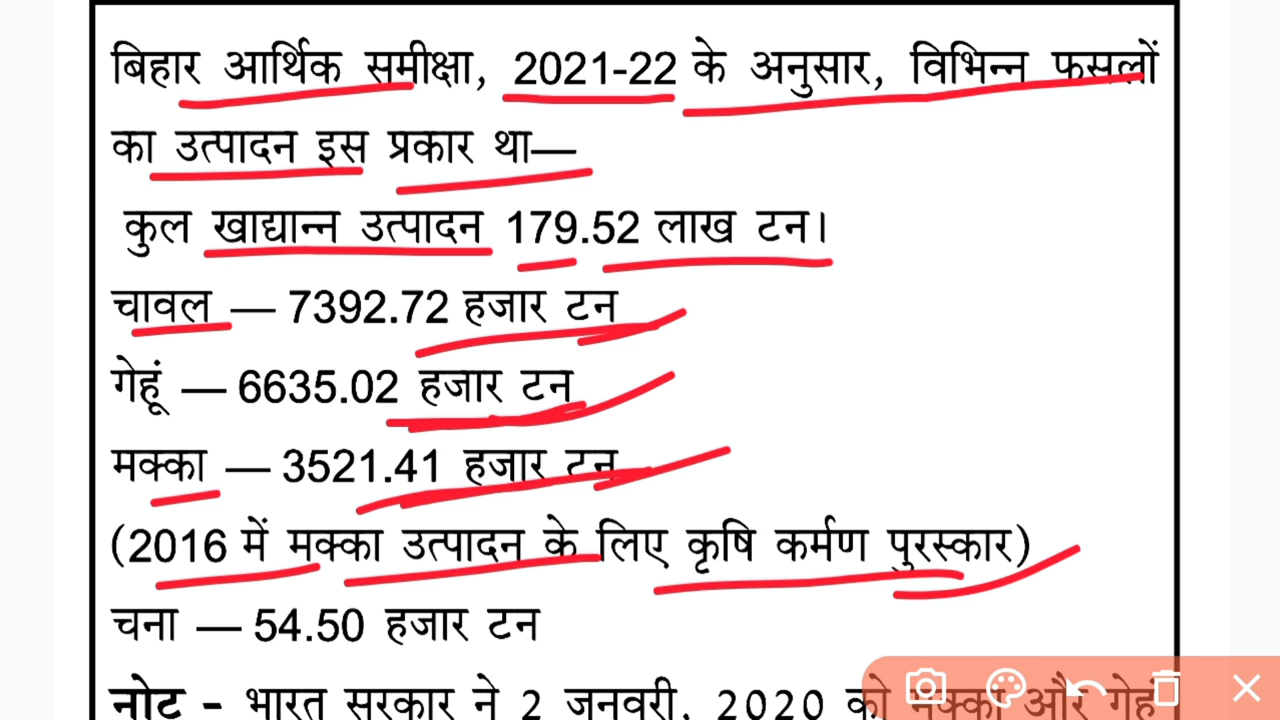 बिहार आर्थिक समीक्षा, 2021-22 के अनुसार, विभिन्न फसलों
का उत्पादन इस प्रकार था—
कुल खाद्यान्न उत्पादन 179.52 लाख टन।
चावल — 7392.72 हजार टन
गेहूं — 6635.02 हजार टन
मक्का — 3521.41 हजार टन
(2016 में मक्का उत्पादन के लिए कृषि कर्मण पुरस्कार)
चना — 54.50 हजार टन
नोट - भारत सरकार ने 2 जनवरी, 2020 को मक्का और गेहूं